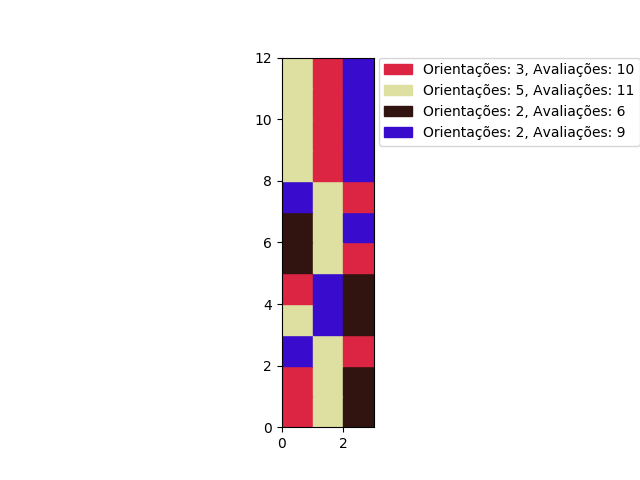 12
10
8
6
4
2
0
0 2
Orientações: 3, Avaliações: 10
Orientações: 5, Avaliações: 11
Orientações: 2, Avaliações: 6
Orientações: 2, Avaliações: 9